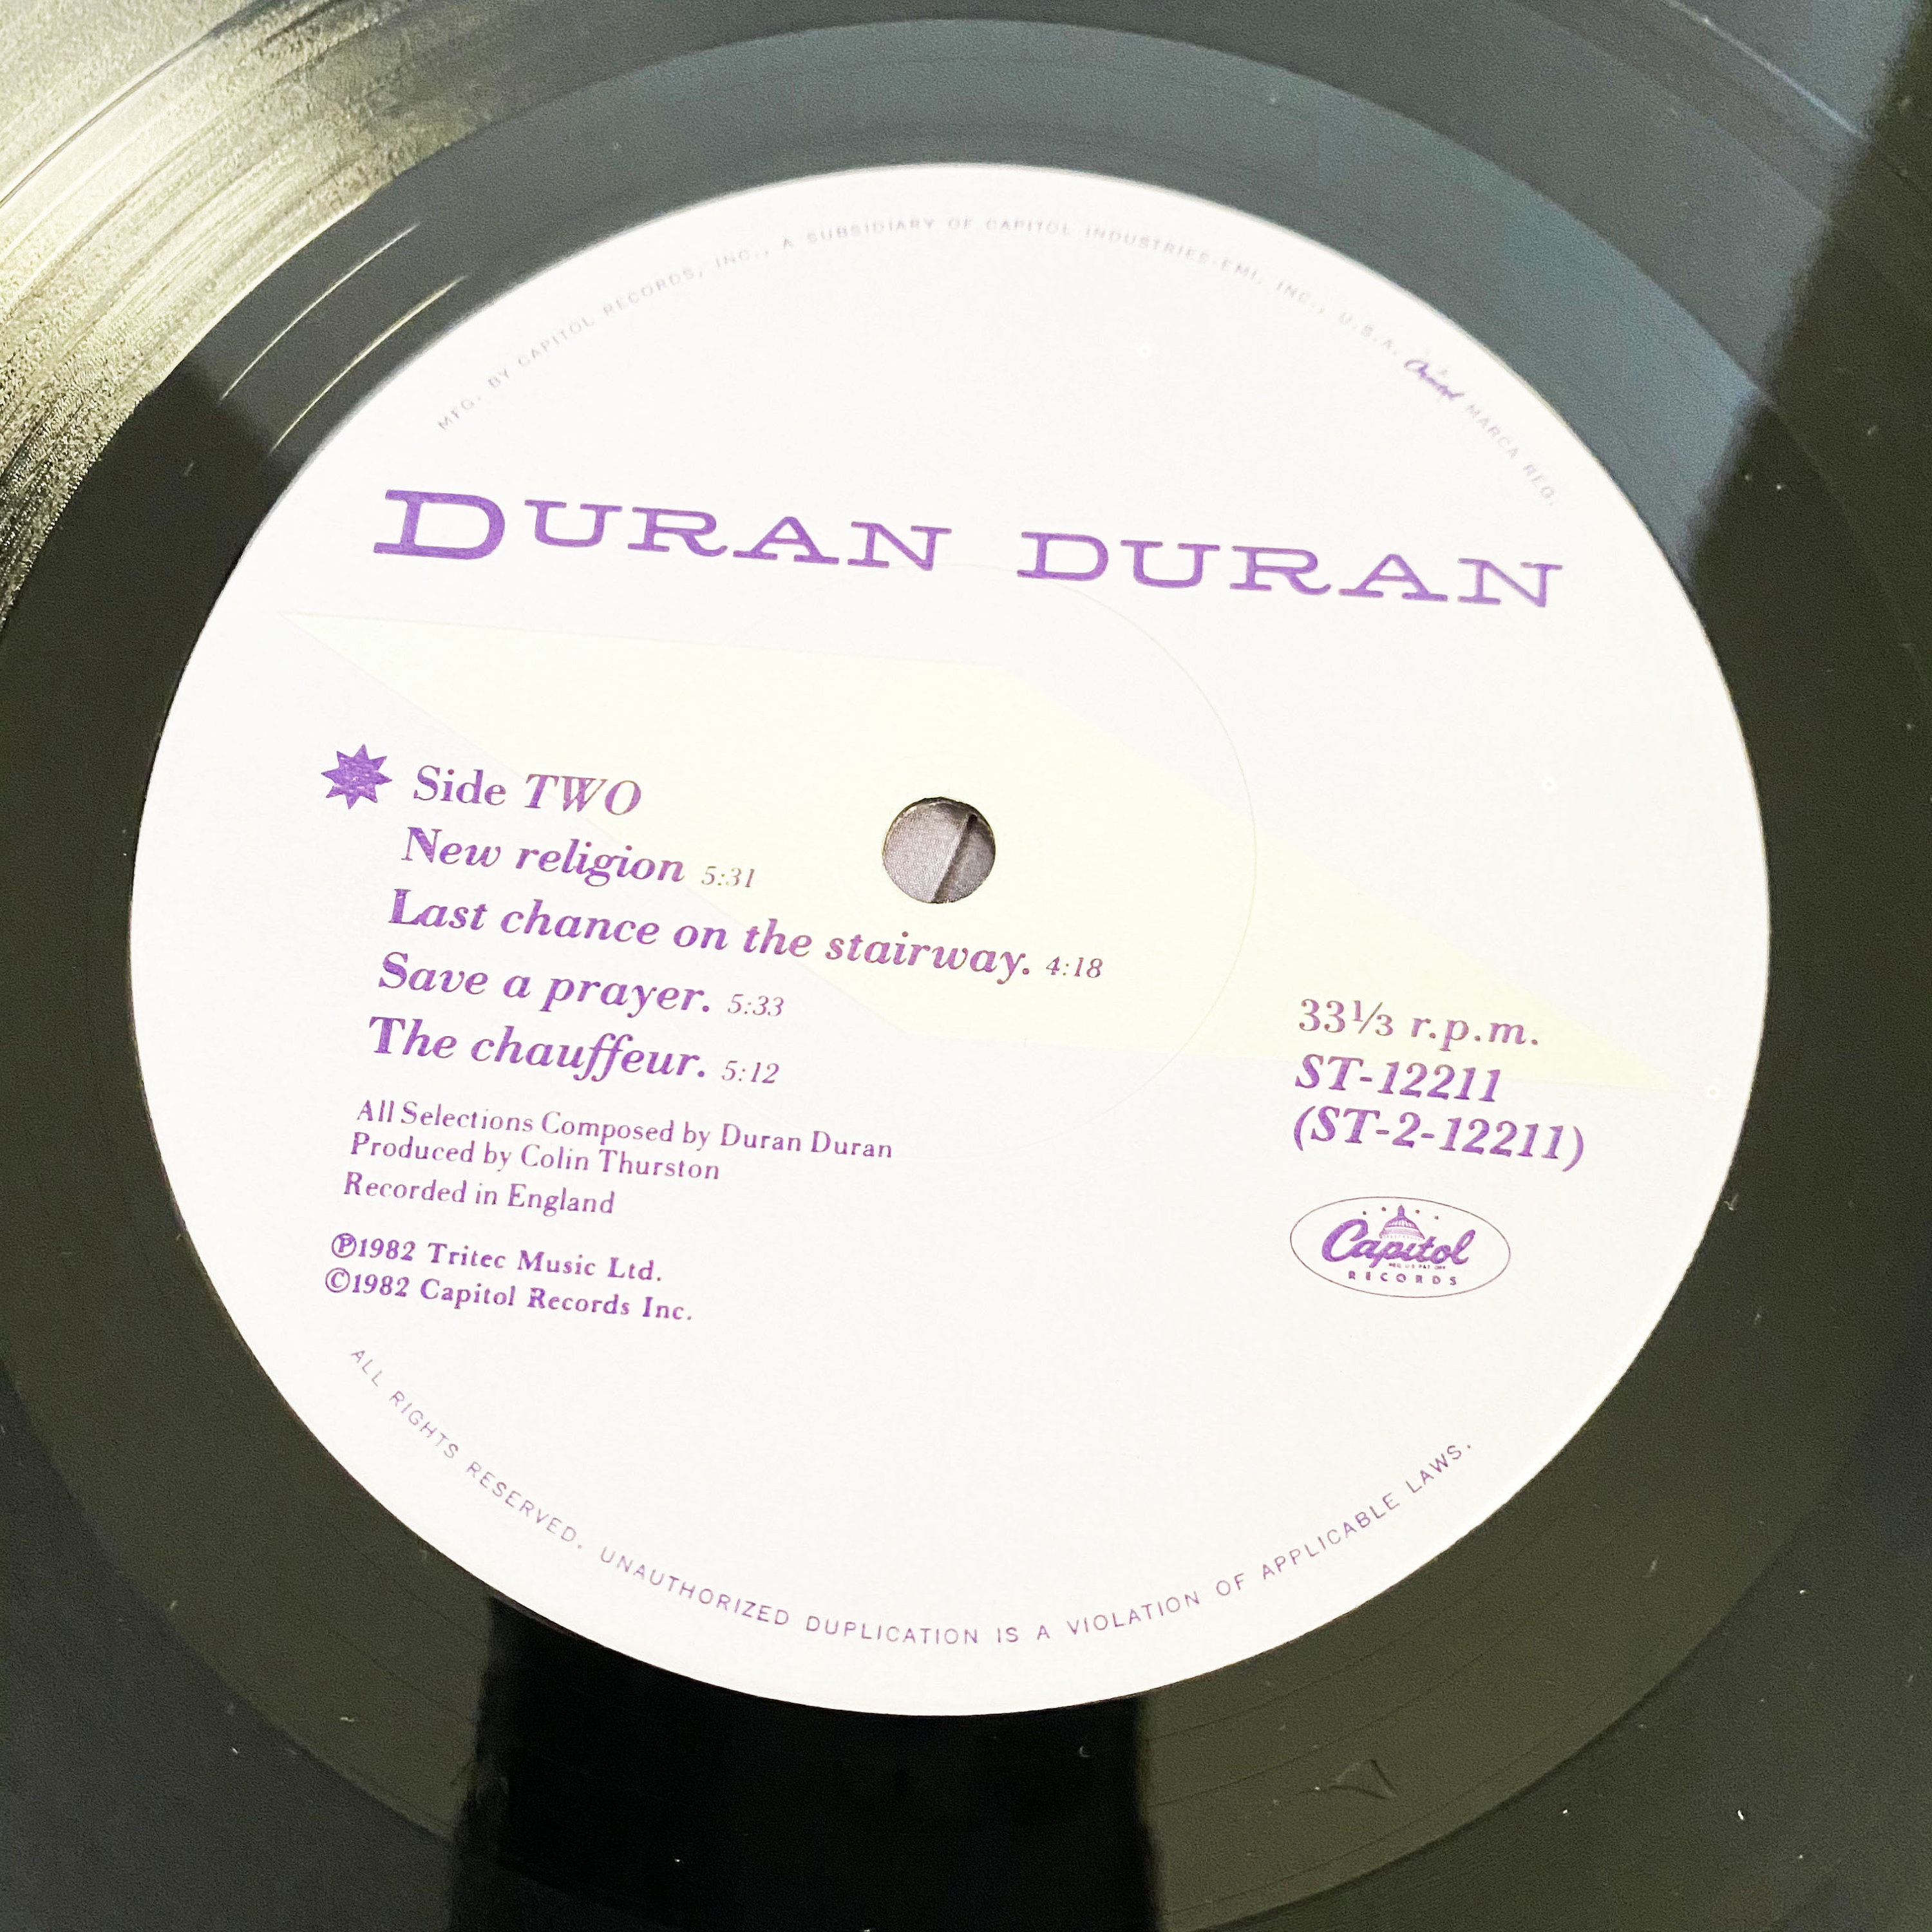 MFG. BY CAPITOL RECORDS, INC., A SUBSIDIARY OF CAPITOL INDUSTRIES-EMI, INC., U.S.A. Capitol MARCA REG.
DURAN DURAN
Side TWO
New religion 5:31
Last chance on the stairway. 4:18
Save a prayer. 5:33
The chauffeur. 5:12
33⅓ r.p.m.
ST-12211
(ST-2-12211)
All Selections Composed by Duran Duran
Produced by Colin Thurston
Recorded in England
℗1982 Tritec Music Ltd.
©1982 Capitol Records Inc.
Capitol
REG. U.S. PAT. OFF.
RECORDS
ALL RIGHTS RESERVED. UNAUTHORIZED DUPLICATION IS A VIOLATION OF APPLICABLE LAWS.